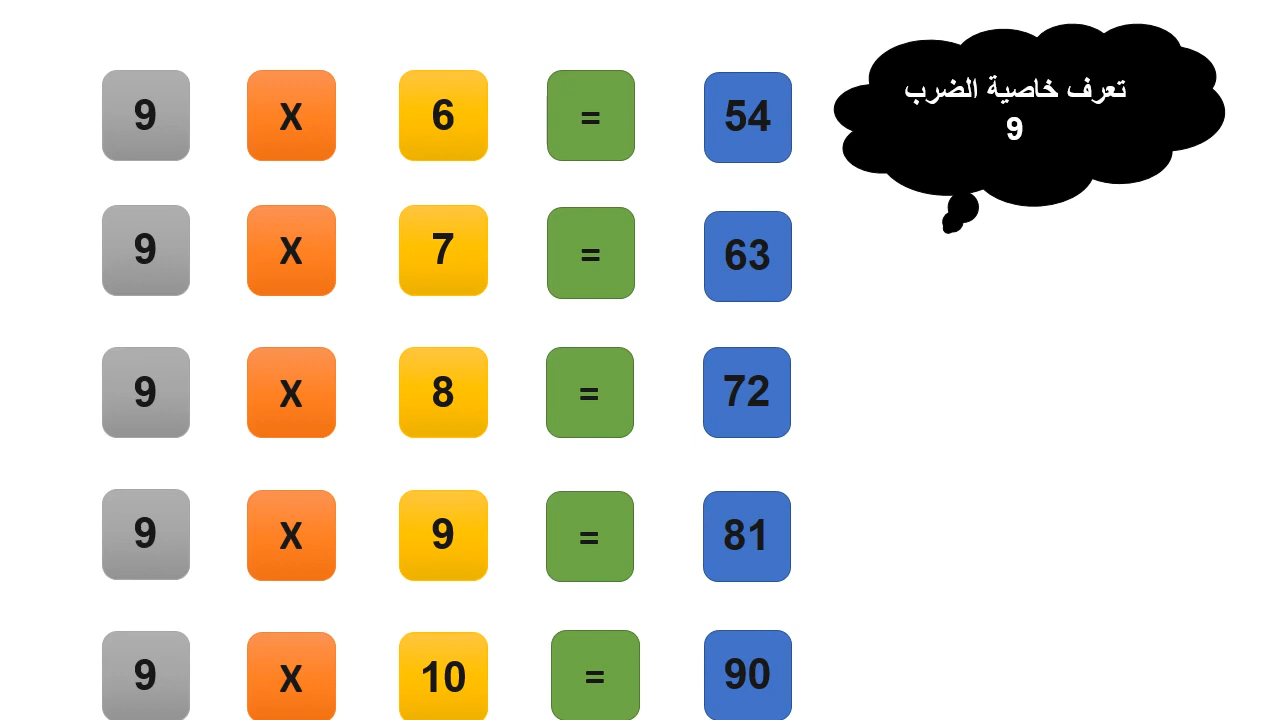 9 X 6 = 54
تعرف خاصية الضرب
9
9 X 7 = 63
9 X 8 = 72
9 X 9 = 81
9 X 10 = 90